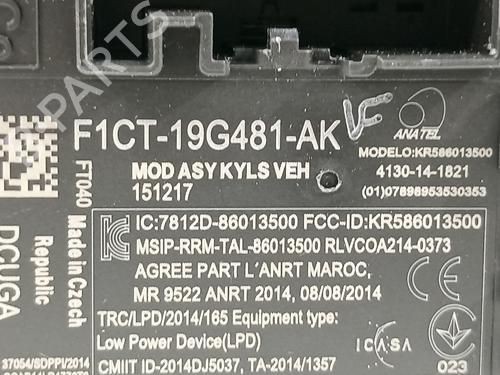 F1CT-19G481-AK
ANATEL
MODELO:KR586013500
4130-14-1821
(01)07898953530353
MOD ASY KYLS VEH
151217
FT040
Made in Czech
Republic
DCUGA
37054/SDPPI/2014
IC:7812D-86013500 FCC-ID:KR586013500
MSIP-RRM-TAL-86013500 RLVCOA214-0373
AGREE PART L´ANRT MAROC,
MR 9522 ANRT 2014, 08/08/2014
TRC/LPD/2014/165 Equipment type:
Low Power Device(LPD)
CMIIT ID-2014DJ5037, TA-2014/1357
ICASA
023